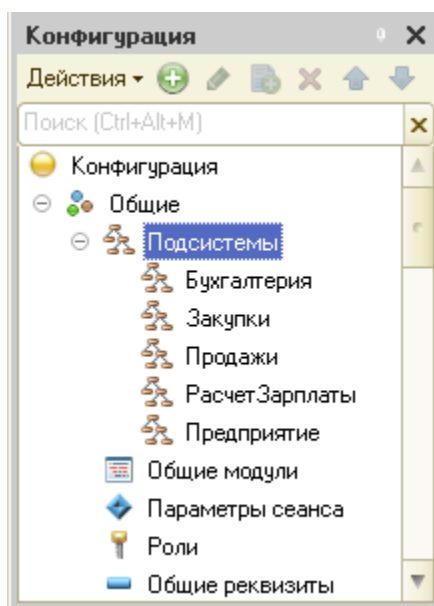 Конфигурация
Действия
Поиск (Ctrl+Alt+M)
Конфигурация
Общие
Подсистемы
Бухгалтерия
Закупки
Продажи
РасчетЗарплаты
Предприятие
Общие модули
Параметры сеанса
Роли
Общие реквизиты